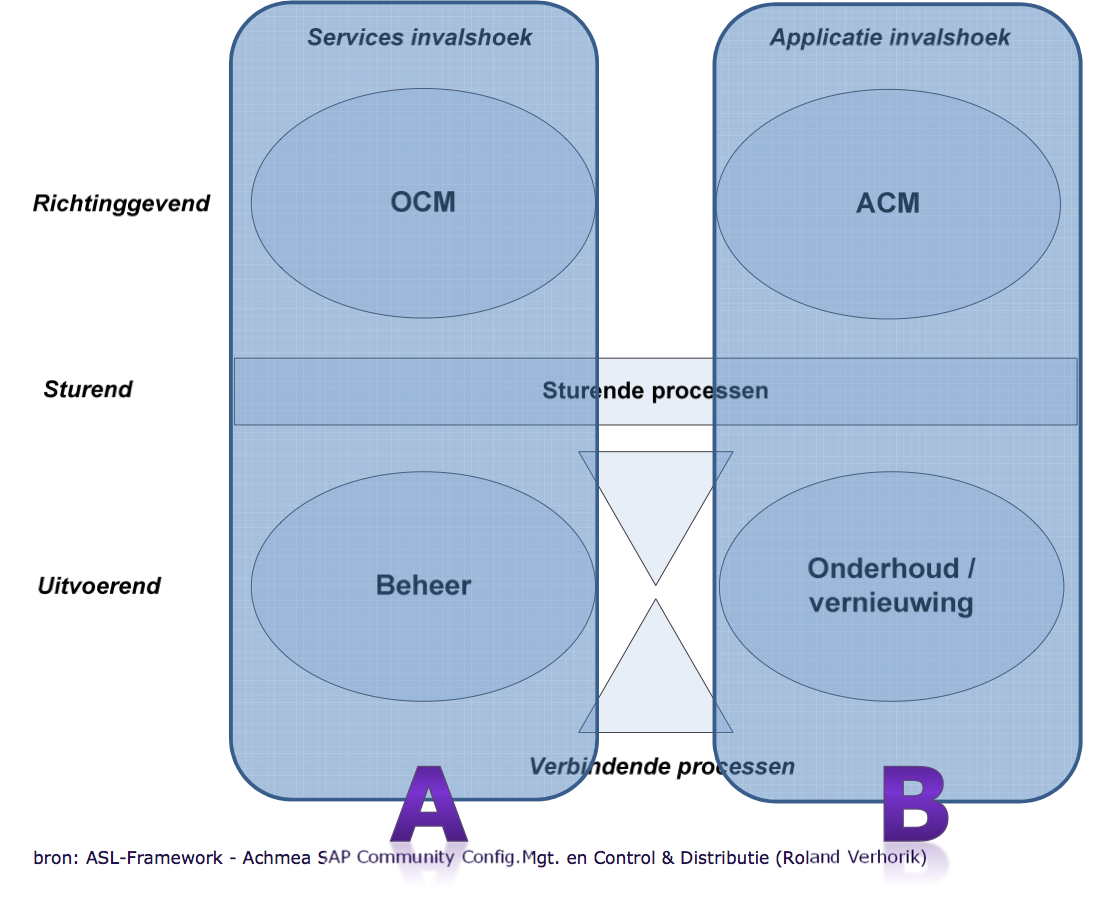 Services invalshoek
Applicatie invalshoek
Richtinggevend
OCM
ACM
Sturend
Sturende processen
Uitvoerend
Beheer
Onderhoud /
vernieuwing
Verbindende processen
A
B
bron: ASL-Framework - Achmea SAP Community Config.Mgt. en Control & Distributie (Roland Verhorik)